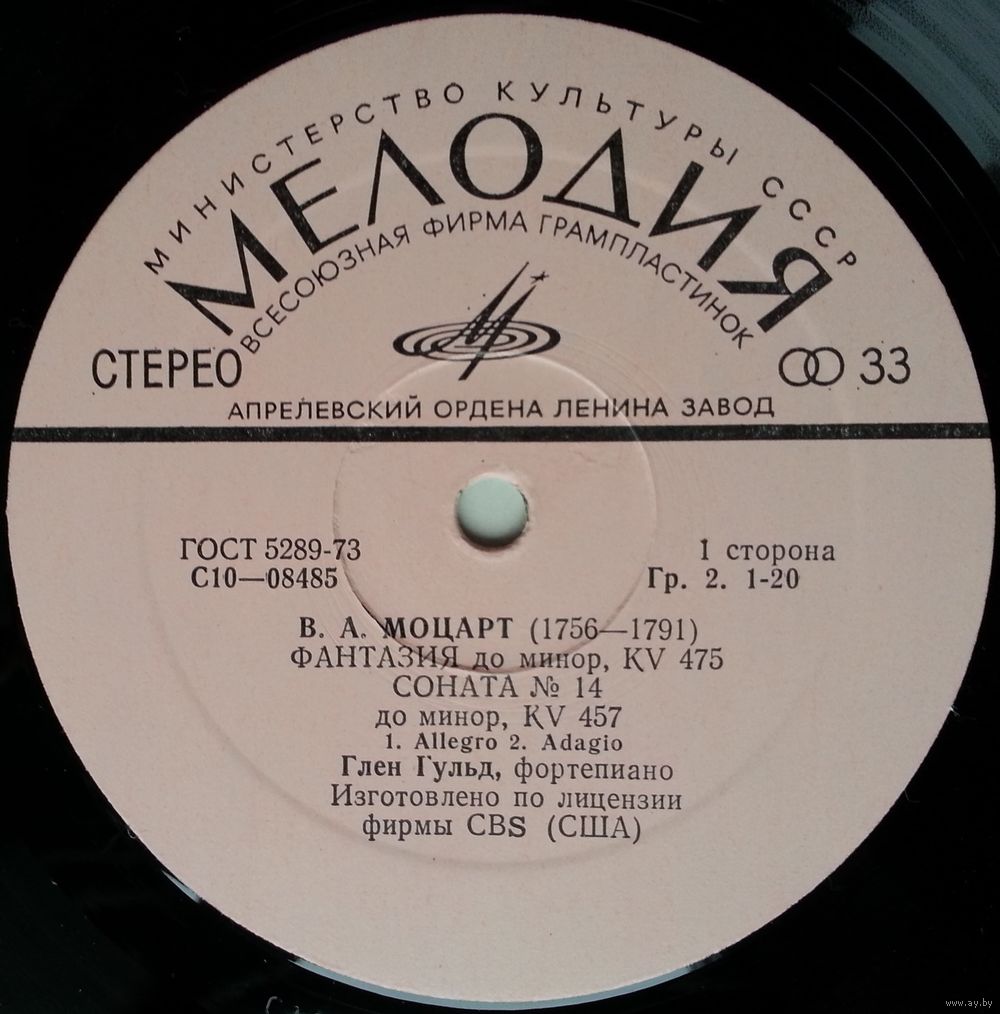 МИНИСТЕРСТВО КУЛЬТУРЫ СССР
МЕЛОДИЯ
ВСЕСОЮЗНАЯ ФИРМА ГРАМПЛАСТИНОК
СТЕРЕО
33
АПРЕЛЕВСКИЙ ОРДЕНА ЛЕНИНА ЗАВОД
ГОСТ 5289-73
С10—08485
1 сторона
Гр. 2. 1-20
В. А. МОЦАРТ (1756—1791)
ФАНТАЗИЯ до минор, KV 475
СОНАТА № 14
до минор, KV 457
1. Allegro 2. Adagio
Глен Гульд, фортепиано
Изготовлено по лицензии
фирмы CBS (США)
www.ay.by